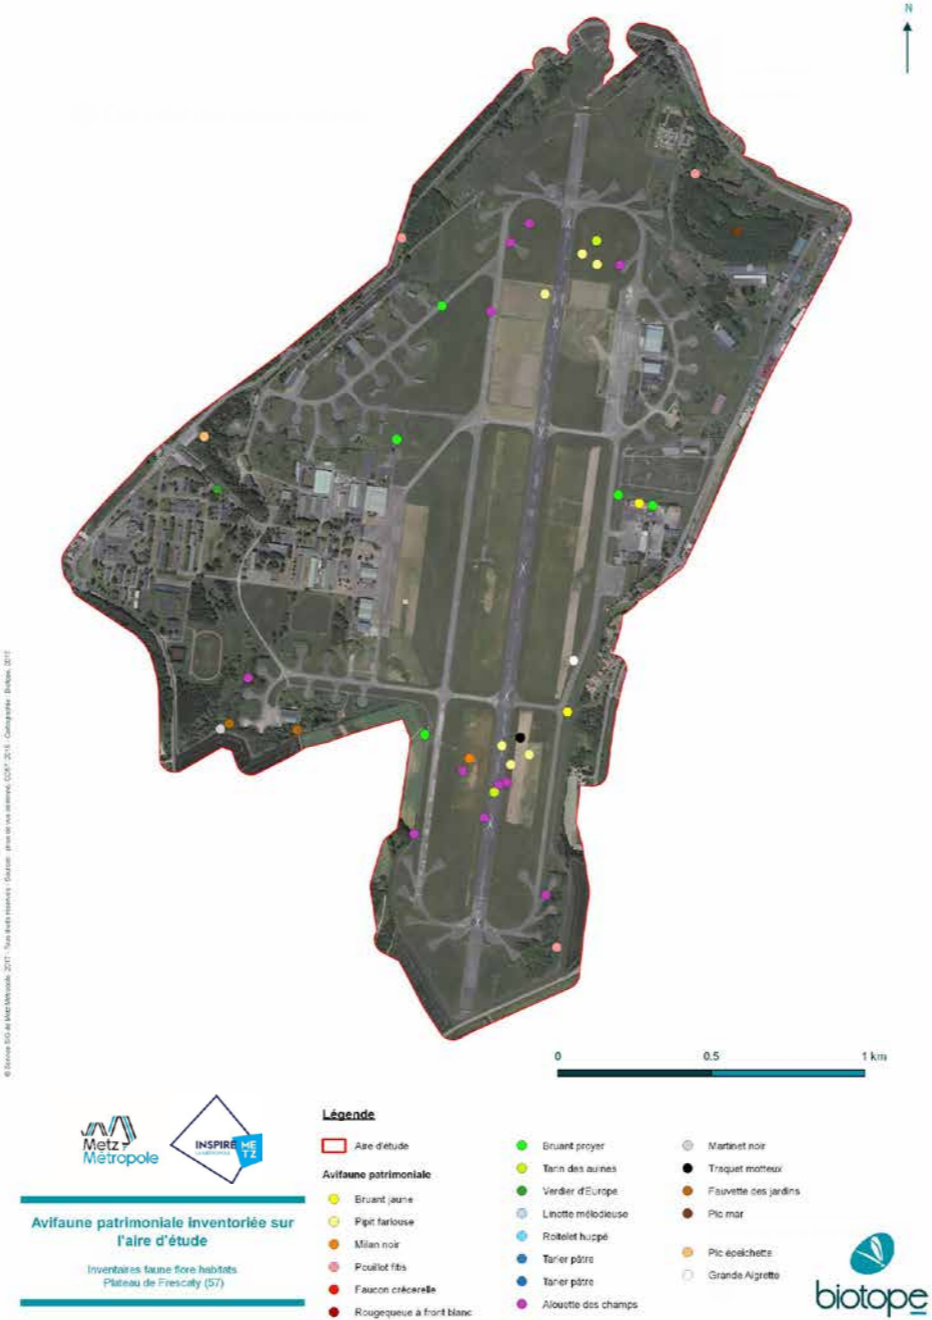 N
0 0.5 1 km
Metz
Métropole
INSPIRE
METZ
Avifaune patrimoniale inventoriée sur
l'aire d'étude
Inventaires faune flore habitats
Plateau de Frescaty (57)
Légende
Aire d'étude
Avifaune patrimoniale
Bruant jaune
Pipit farlouse
Milan noir
Pouillot fitis
Faucon crécerelle
Rougequeue à front blanc
Bruant proyer
Tarin des aulnes
Verdier d'Europe
Linotte mélodieuse
Roitelet huppé
Tarier pâtre
Tarier pâtre
Alouette des champs
Martinet noir
Traquet motteux
Fauvette des jardins
Pic mar
Pic épeichette
Grande Aigrette
biotope